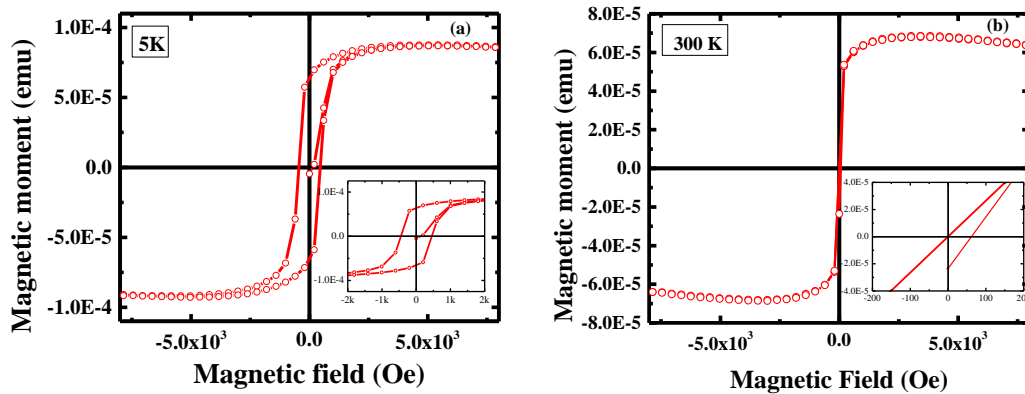 (a)
5K
1.0E-4
5.0E-5
0.0
-5.0E-5
-1.0E-4
Magnetic moment (emu)
-5.0x10³
0.0
5.0x10³
Magnetic field (Oe)
1.0E-4
0.0
-1.0E-4
-2k
-1k
0
1k
2k
(b)
300 K
8.0E-5
6.0E-5
4.0E-5
2.0E-5
0.0
-2.0E-5
-4.0E-5
-6.0E-5
-8.0E-5
Magnetic moment (emu)
-5.0x10³
0.0
5.0x10³
Magnetic Field (Oe)
4.0E-5
2.0E-5
0.0
-2.0E-5
-4.0E-5
-200
-100
0
100